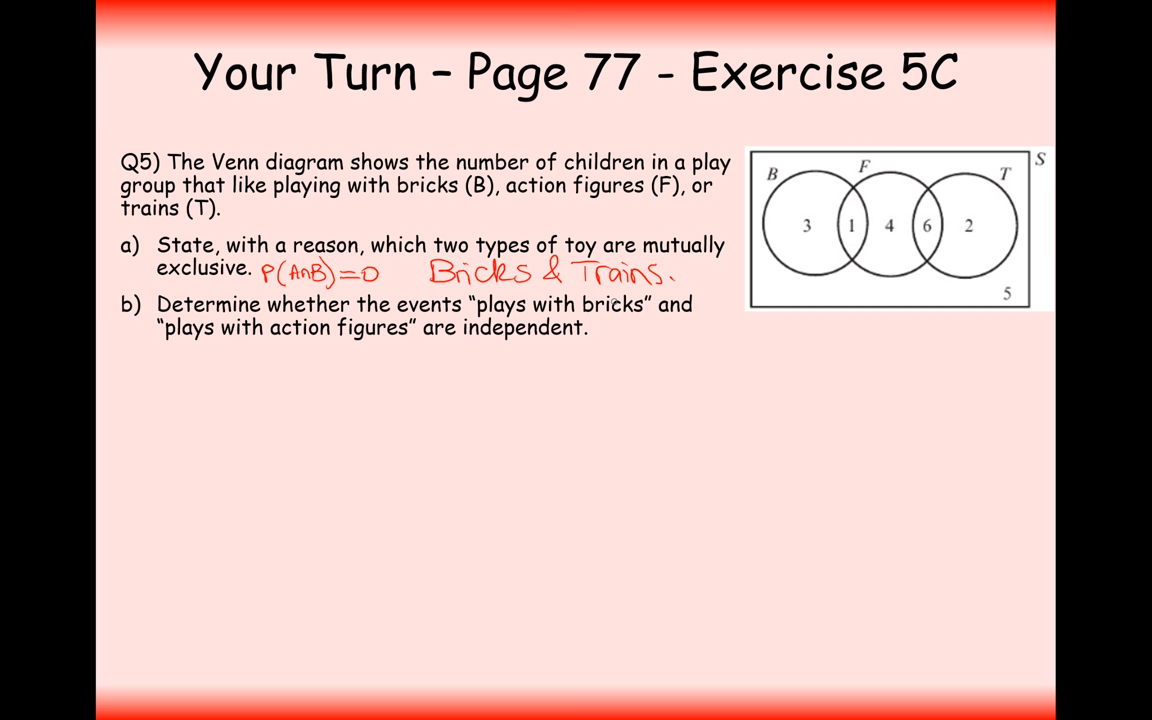 Your Turn – Page 77 - Exercise 5C
Q5) The Venn diagram shows the number of children in a play
group that like playing with bricks (B), action figures (F), or
trains (T).
a) State, with a reason, which two types of toy are mutually
exclusive. P(A∩B)=0 Bricks & Trains.
b) Determine whether the events “plays with bricks” and
“plays with action figures” are independent.
S
B F T
3 1 4 6 2
5